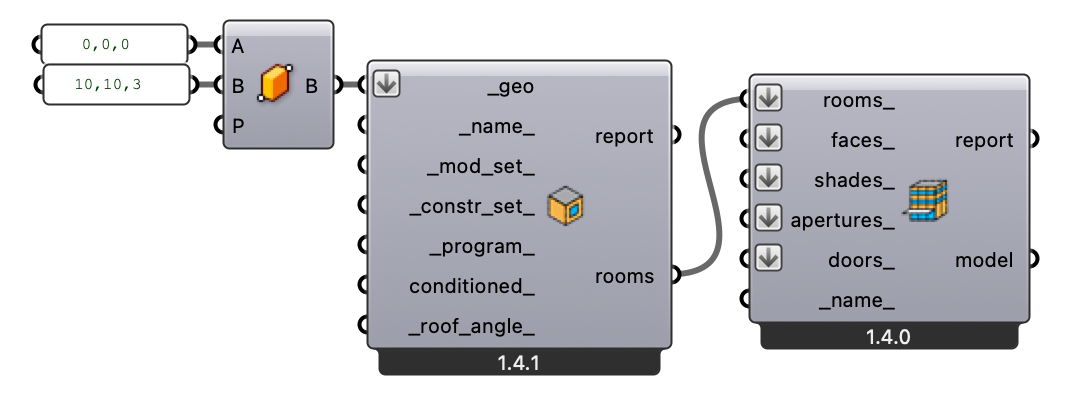 0,0,0
10,10,3
A
B
P
B
_geo
_name_
_mod_set_
_constr_set_
_program_
conditioned_
_roof_angle_
report
rooms
1.4.1
rooms_
faces_
shades_
apertures_
doors_
_name_
report
model
1.4.0